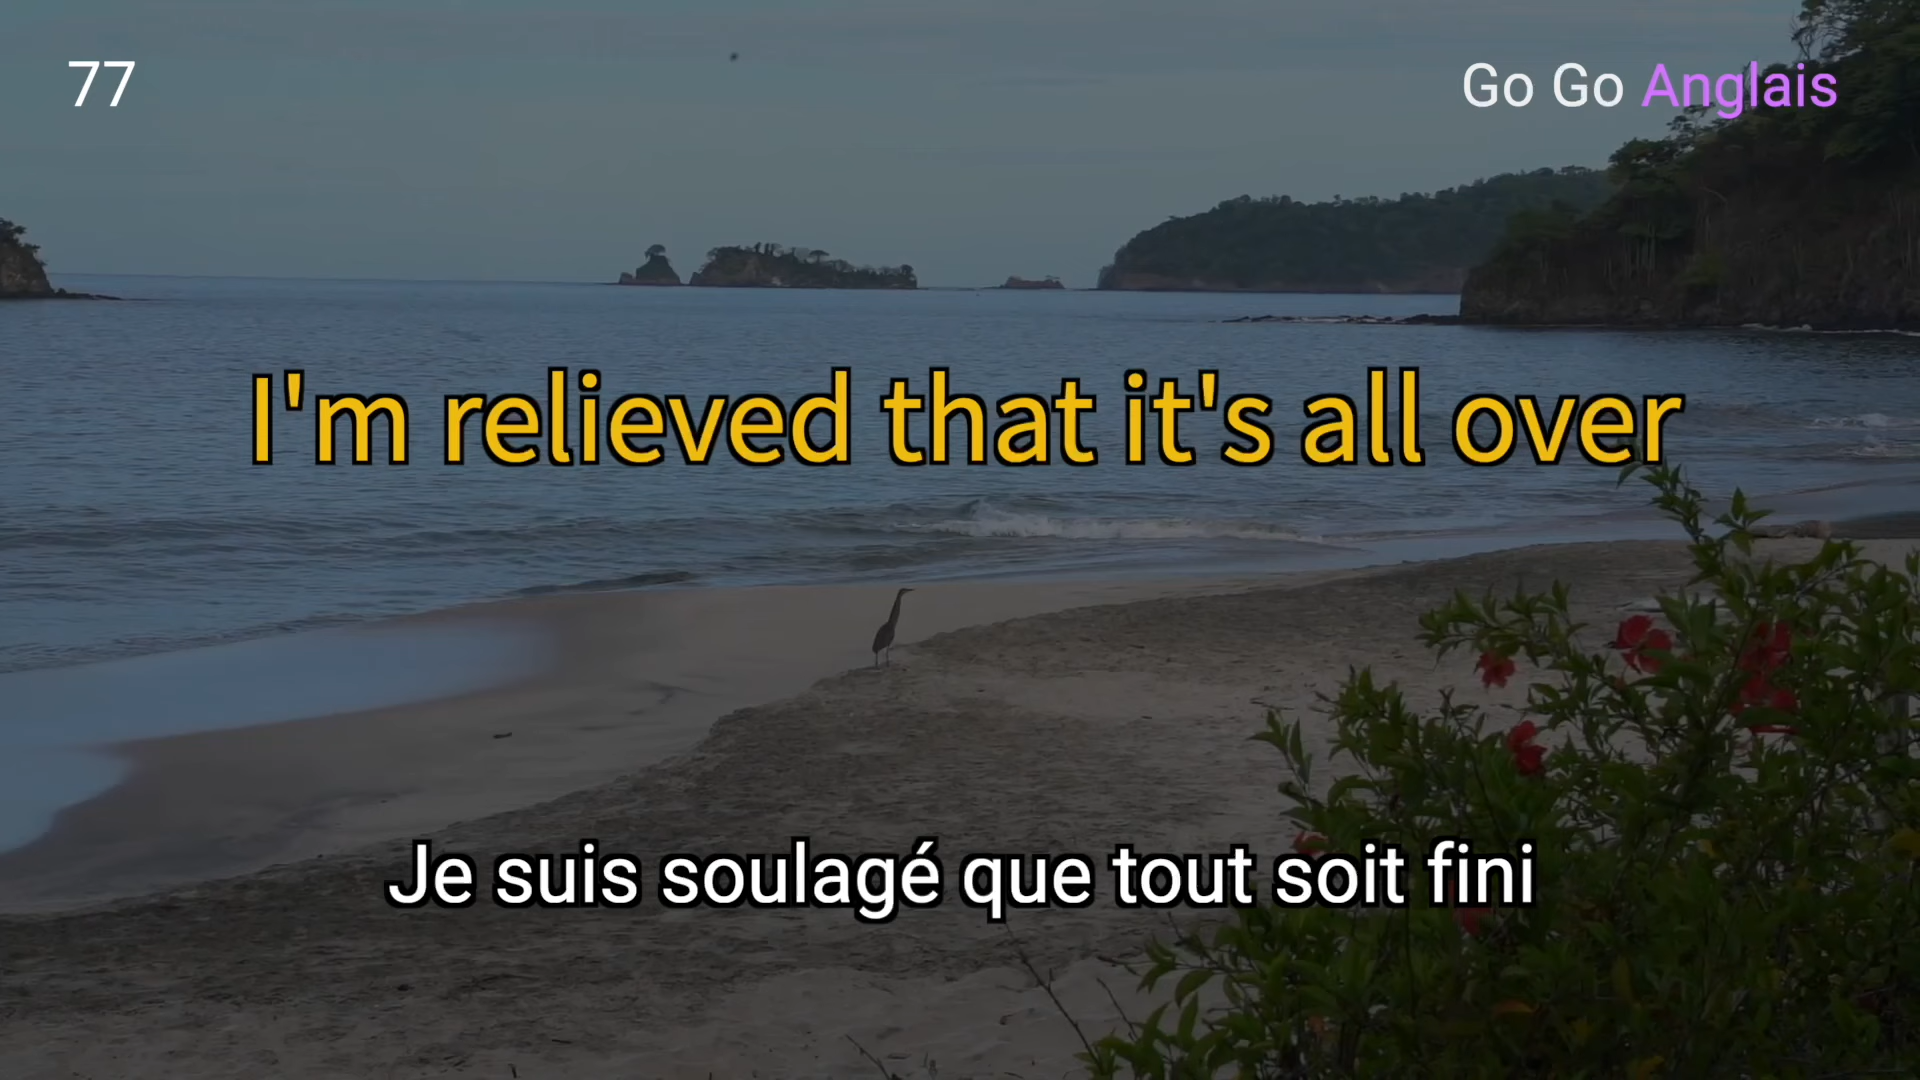 77
Go Go Anglais
I'm relieved that it's all over
Je suis soulagé que tout soit fini